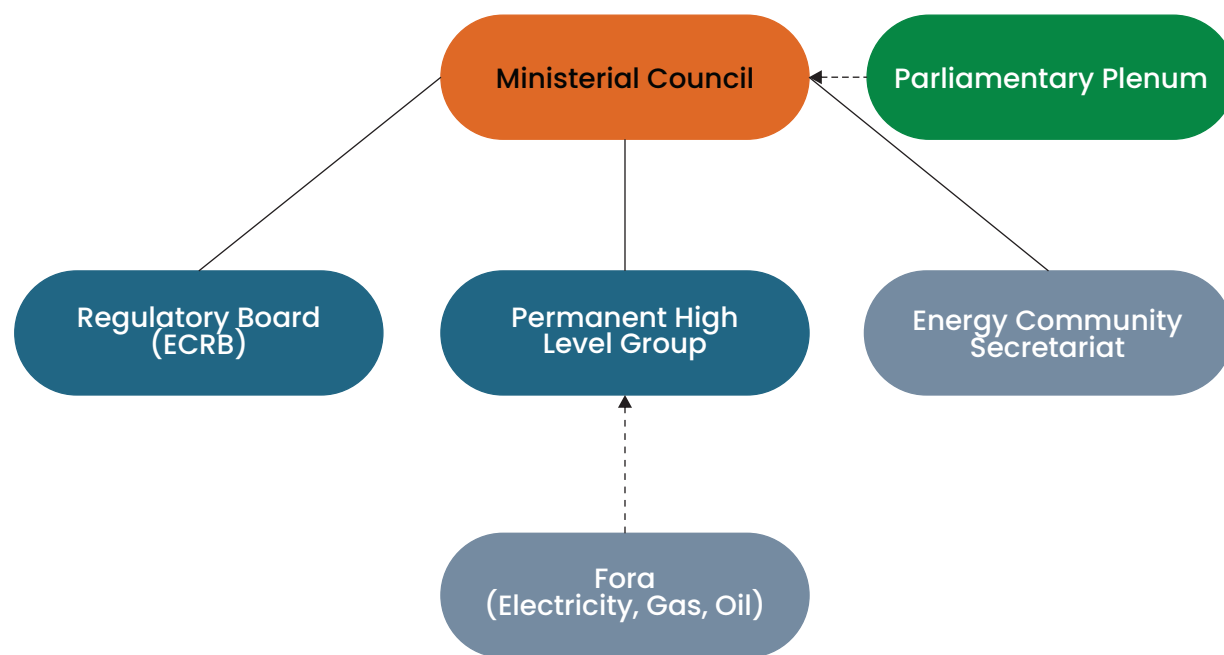 Ministerial Council
Parliamentary Plenum
Regulatory Board
(ECRB)
Permanent High
Level Group
Energy Community
Secretariat
Fora
(Electricity, Gas, Oil)